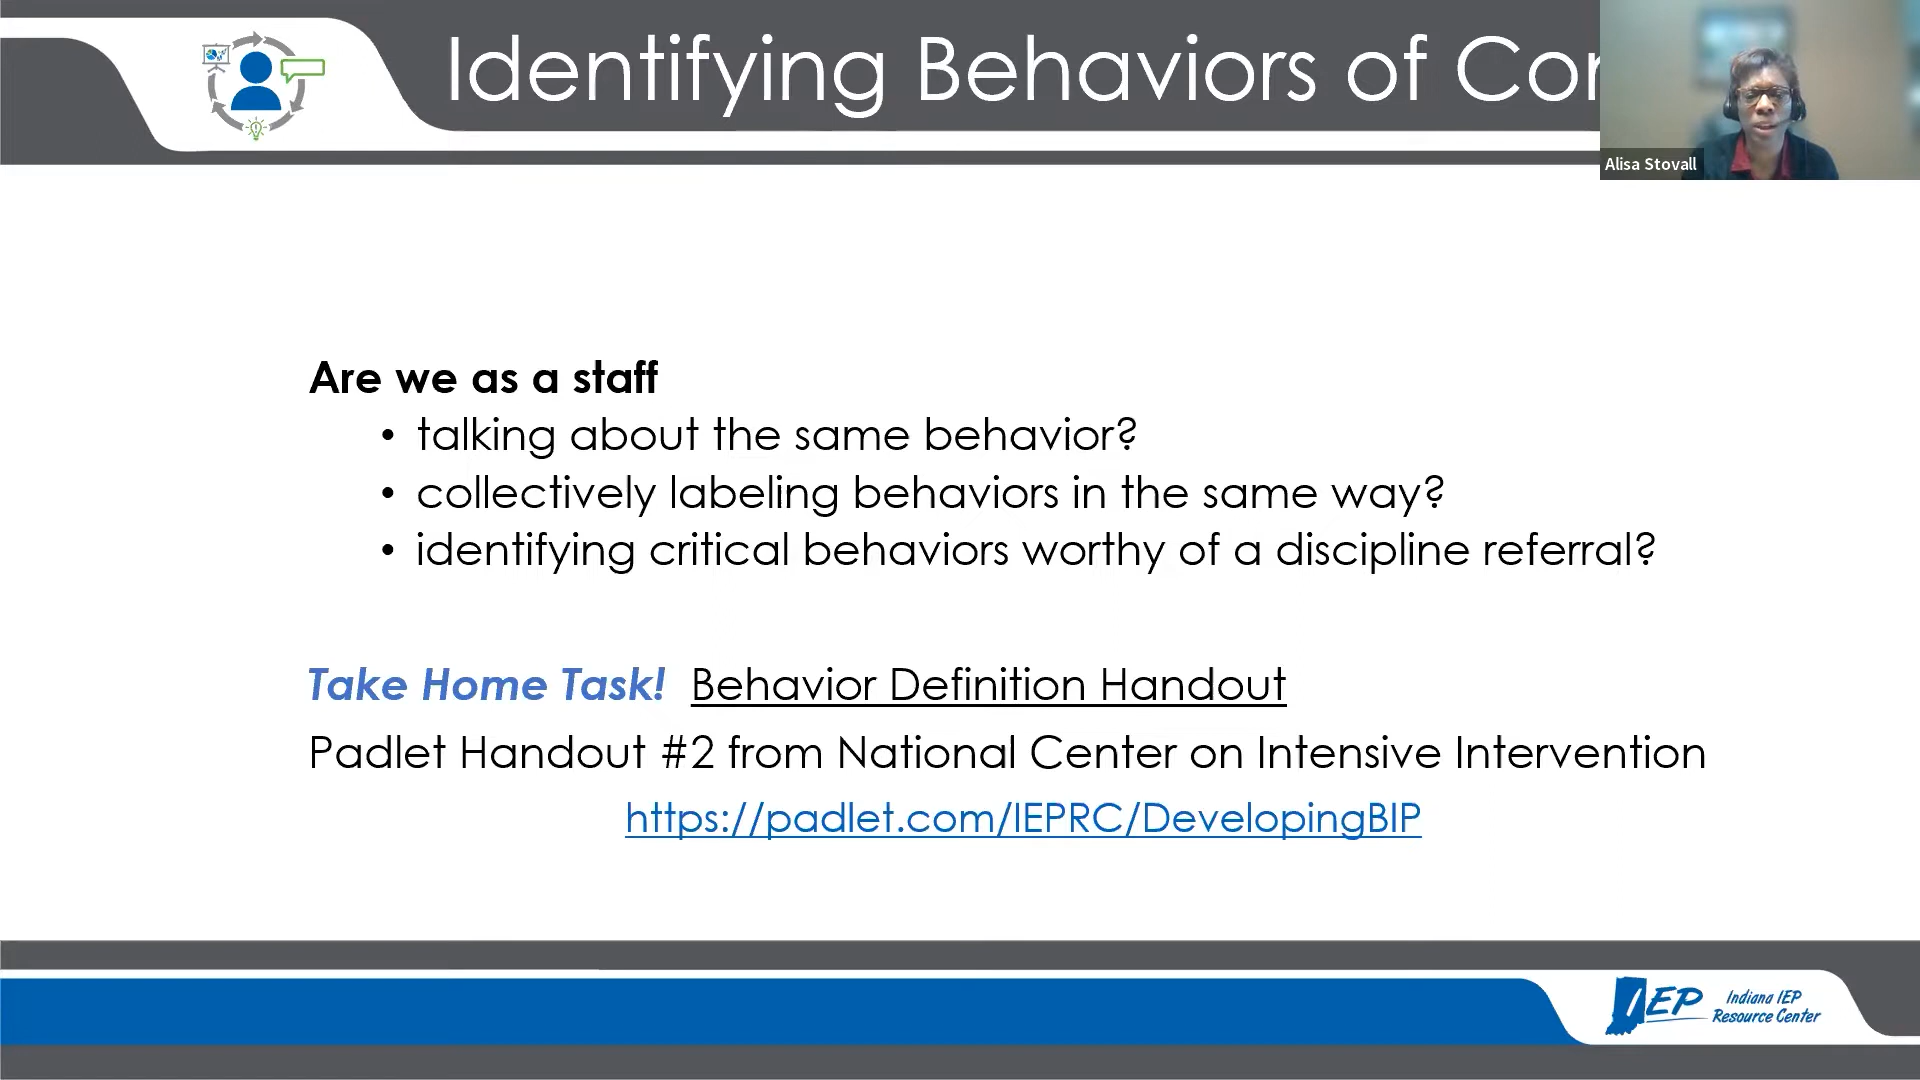 Identifying Behaviors of Co
Alisa Stovall
Are we as a staff
• talking about the same behavior?
• collectively labeling behaviors in the same way?
• identifying critical behaviors worthy of a discipline referral?
Take Home Task! Behavior Definition Handout
Padlet Handout #2 from National Center on Intensive Intervention
https://padlet.com/IEPRC/DevelopingBIP
IEP Indiana IEP
Resource Center